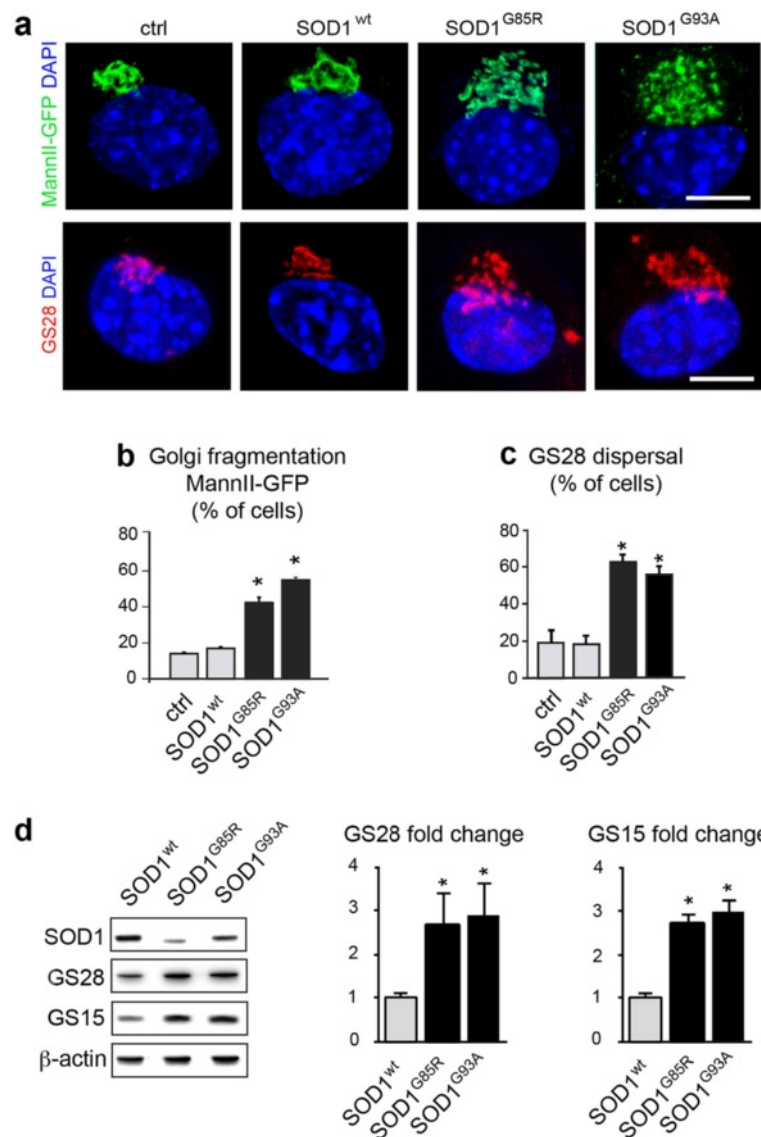 a
ctrl SOD1wt SOD1G85R SOD1G93A
MannII-GFP DAPI
GS28 DAPI
b Golgi fragmentation
MannII-GFP
(% of cells)
80
60
40
20
0
*
*
ctrl
SOD1wt
SOD1G85R
SOD1G93A
c GS28 dispersal
(% of cells)
80
60
40
20
0
*
*
ctrl
SOD1wt
SOD1G85R
SOD1G93A
d
SOD1wt
SOD1G85R
SOD1G93A
SOD1
GS28
GS15
β-actin
GS28 fold change
4
3
2
1
0
*
*
SOD1wt
SOD1G85R
SOD1G93A
GS15 fold change
4
3
2
1
0
*
*
SOD1wt
SOD1G85R
SOD1G93A